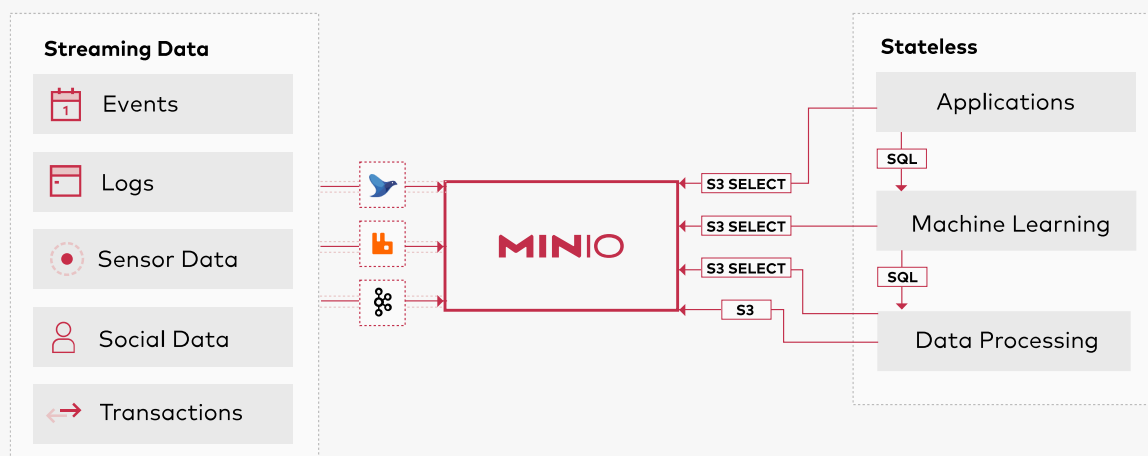 Streaming Data
1
Events
Logs
Sensor Data
Social Data
Transactions
MINIO
S3 SELECT
S3 SELECT
S3 SELECT
S3
Stateless
Applications
SQL
Machine Learning
SQL
Data Processing